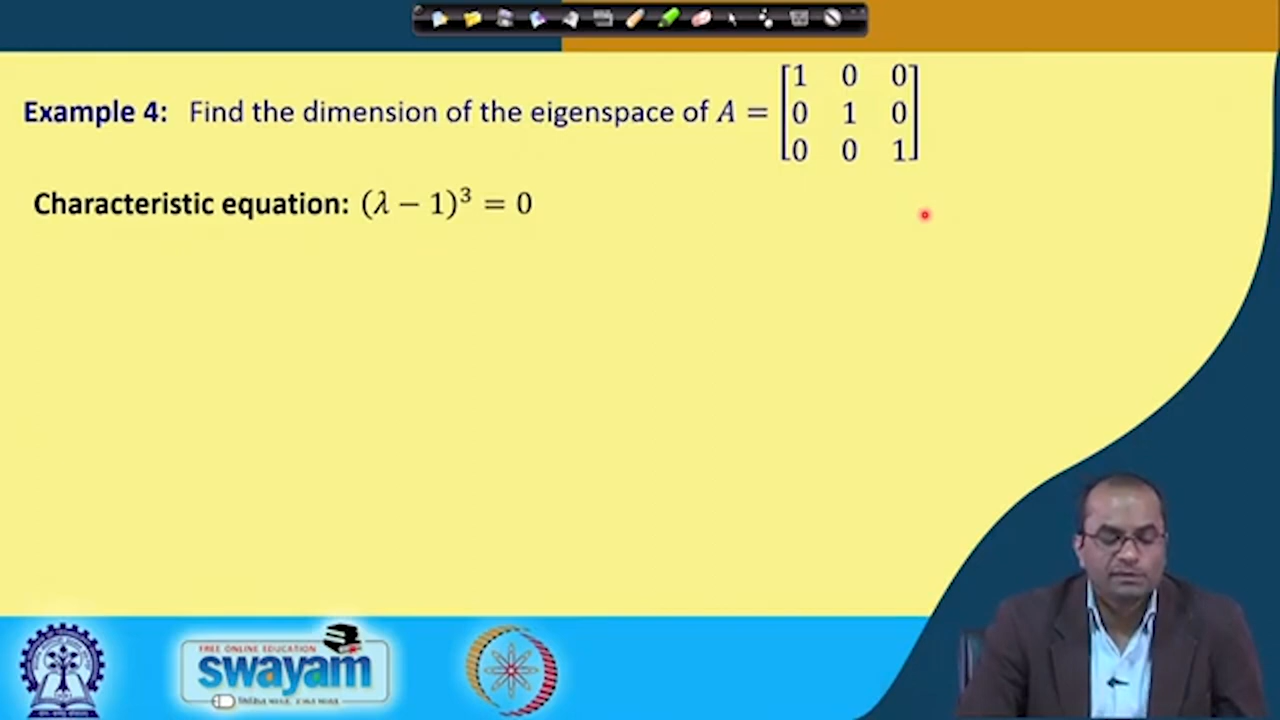 Example 4: Find the dimension of the eigenspace of A = [1 0 0
0 1 0
0 0 1]
Characteristic equation: (λ − 1)³ = 0
FREE ONLINE EDUCATION
swayam